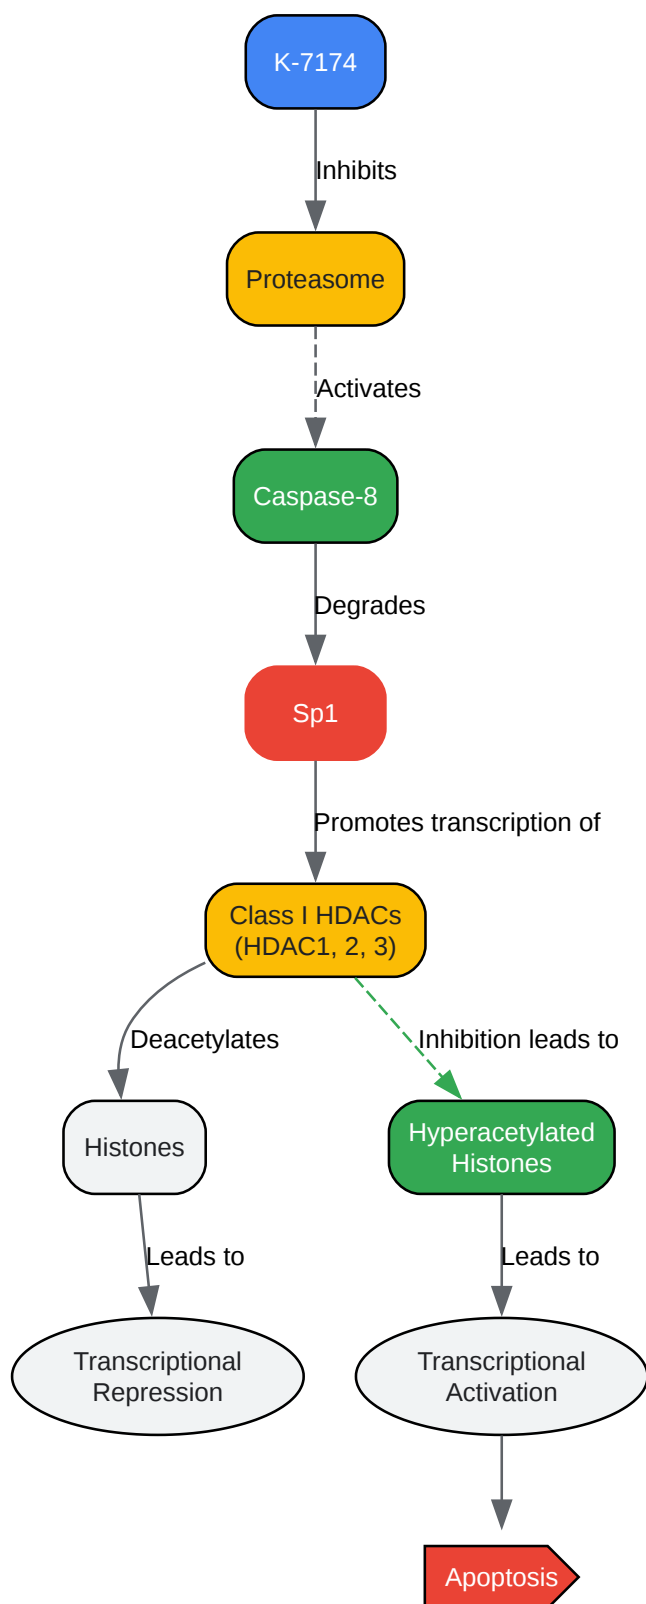 K-7174
Inhibits
Proteasome
Activates
Caspase-8
Degrades
Sp1
Promotes transcription of
Class I HDACs
(HDAC1, 2, 3)
Deacetylates
Inhibition leads to
Histones
Hyperacetylated
Histones
Leads to
Leads to
Transcriptional
Repression
Transcriptional
Activation
Apoptosis